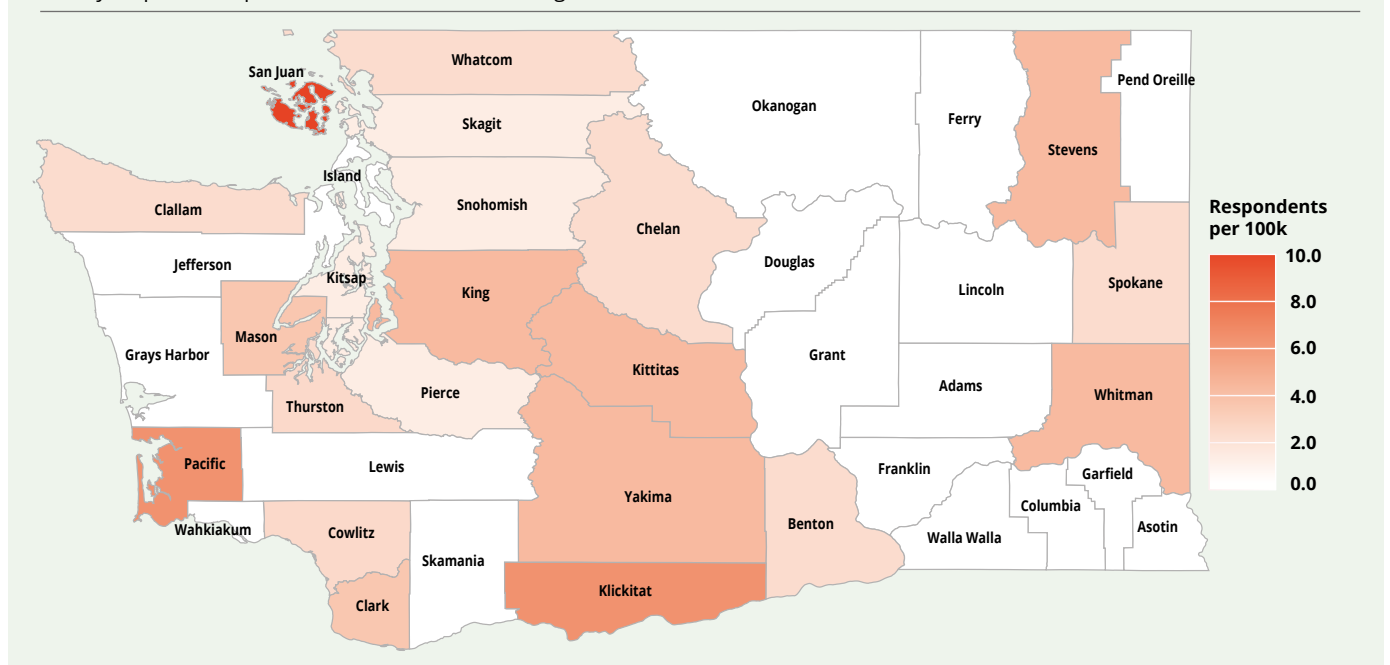 Whatcom
San Juan
Okanogan
Pend Oreille
Skagit
Ferry
Stevens
Island
Snohomish
Clallam
Chelan
Jefferson
Douglas
Kitsap
King
Lincoln
Spokane
Mason
Grays Harbor
Grant
Kittitas
Adams
Pierce
Whitman
Thurston
Pacific
Lewis
Franklin
Garfield
Yakima
Columbia
Wahkiakum
Cowlitz
Benton
Asotin
Walla Walla
Skamania
Klickitat
Clark
Respondents
per 100k
10.0
8.0
6.0
4.0
2.0
0.0